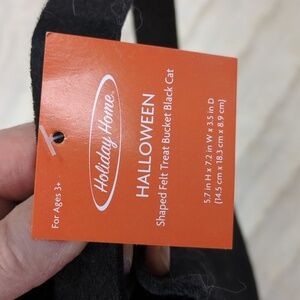 Holiday Home®
HALLOWEEN
Shaped Felt Treat Bucket Black Cat
5.7 in H x 7.2 in W x 3.5 in D
(14.5 cm x 18.3 cm x 8.9 cm)
For Ages 3+